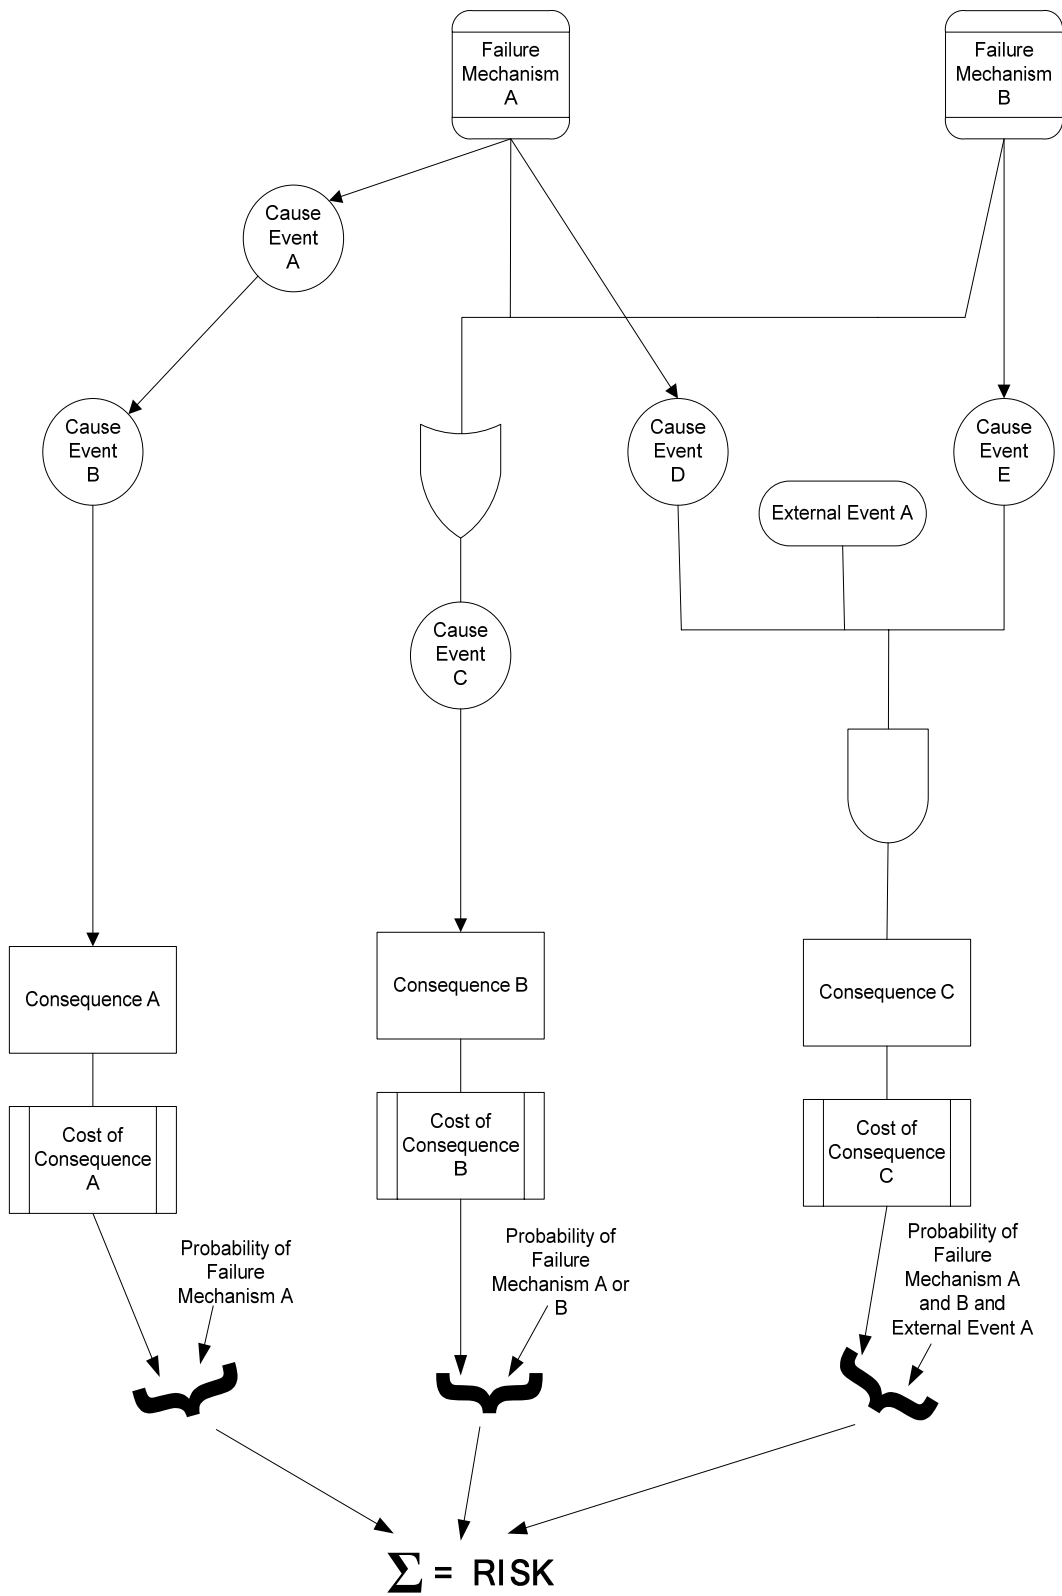 Failure
Mechanism
A
Failure
Mechanism
B
Cause
Event
A
Cause
Event
B
Cause
Event
D
Cause
Event
E
External Event A
Cause
Event
C
Consequence A
Consequence B
Consequence C
Cost of
Consequence
A
Cost of
Consequence
B
Cost of
Consequence
C
Probability of
Failure
Mechanism A
Probability of
Failure
Mechanism A or
B
Probability of
Failure
Mechanism A
and B and
External Event A
Σ = RISK